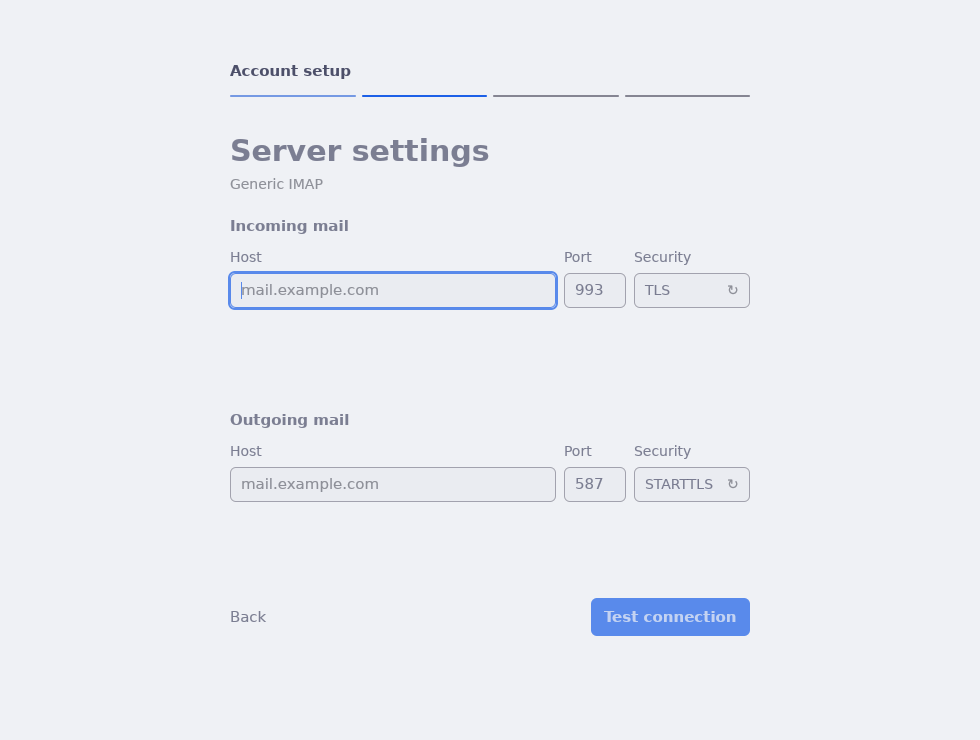 Account setup
Server settings
Generic IMAP
Incoming mail
Host Port Security
mail.example.com 993 TLS ↻
Outgoing mail
Host Port Security
mail.example.com 587 STARTTLS ↻
Back Test connection